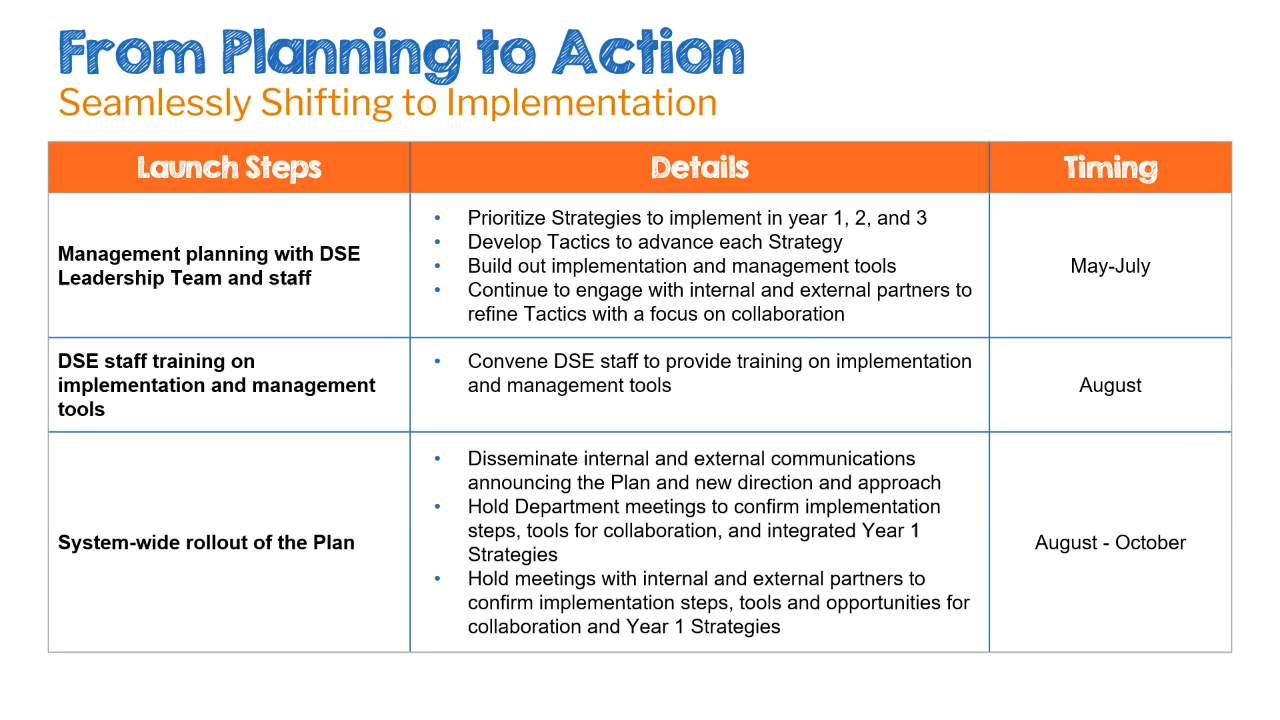 From Planning to Action
Seamlessly Shifting to Implementation
Launch Steps
Details
Timing
Management planning with DSE
Leadership Team and staff
• Prioritize Strategies to implement in year 1, 2, and 3
• Develop Tactics to advance each Strategy
• Build out implementation and management tools
• Continue to engage with internal and external partners to
refine Tactics with a focus on collaboration
May-July
DSE staff training on
implementation and management
tools
• Convene DSE staff to provide training on implementation
and management tools
August
System-wide rollout of the Plan
• Disseminate internal and external communications
announcing the Plan and new direction and approach
• Hold Department meetings to confirm implementation
steps, tools for collaboration, and integrated Year 1
Strategies
• Hold meetings with internal and external partners to
confirm implementation steps, tools and opportunities for
collaboration and Year 1 Strategies
August - October